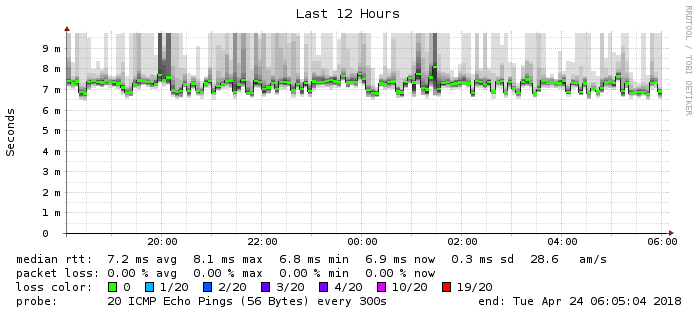 Last 12 Hours
RRDTOOL / TOBI OETIKER
Seconds
9 m
8 m
7 m
6 m
5 m
4 m
3 m
2 m
1 m
0
20:00 22:00 00:00 02:00 04:00 06:00
median rtt: 7.2 ms avg 8.1 ms max 6.8 ms min 6.9 ms now 0.3 ms sd 28.6 am/s
packet loss: 0.00 % avg 0.00 % max 0.00 % min 0.00 % now
loss color: 0 1/20 2/20 3/20 4/20 10/20 19/20
probe: 20 ICMP Echo Pings (56 Bytes) every 300s end: Tue Apr 24 06:05:04 2018